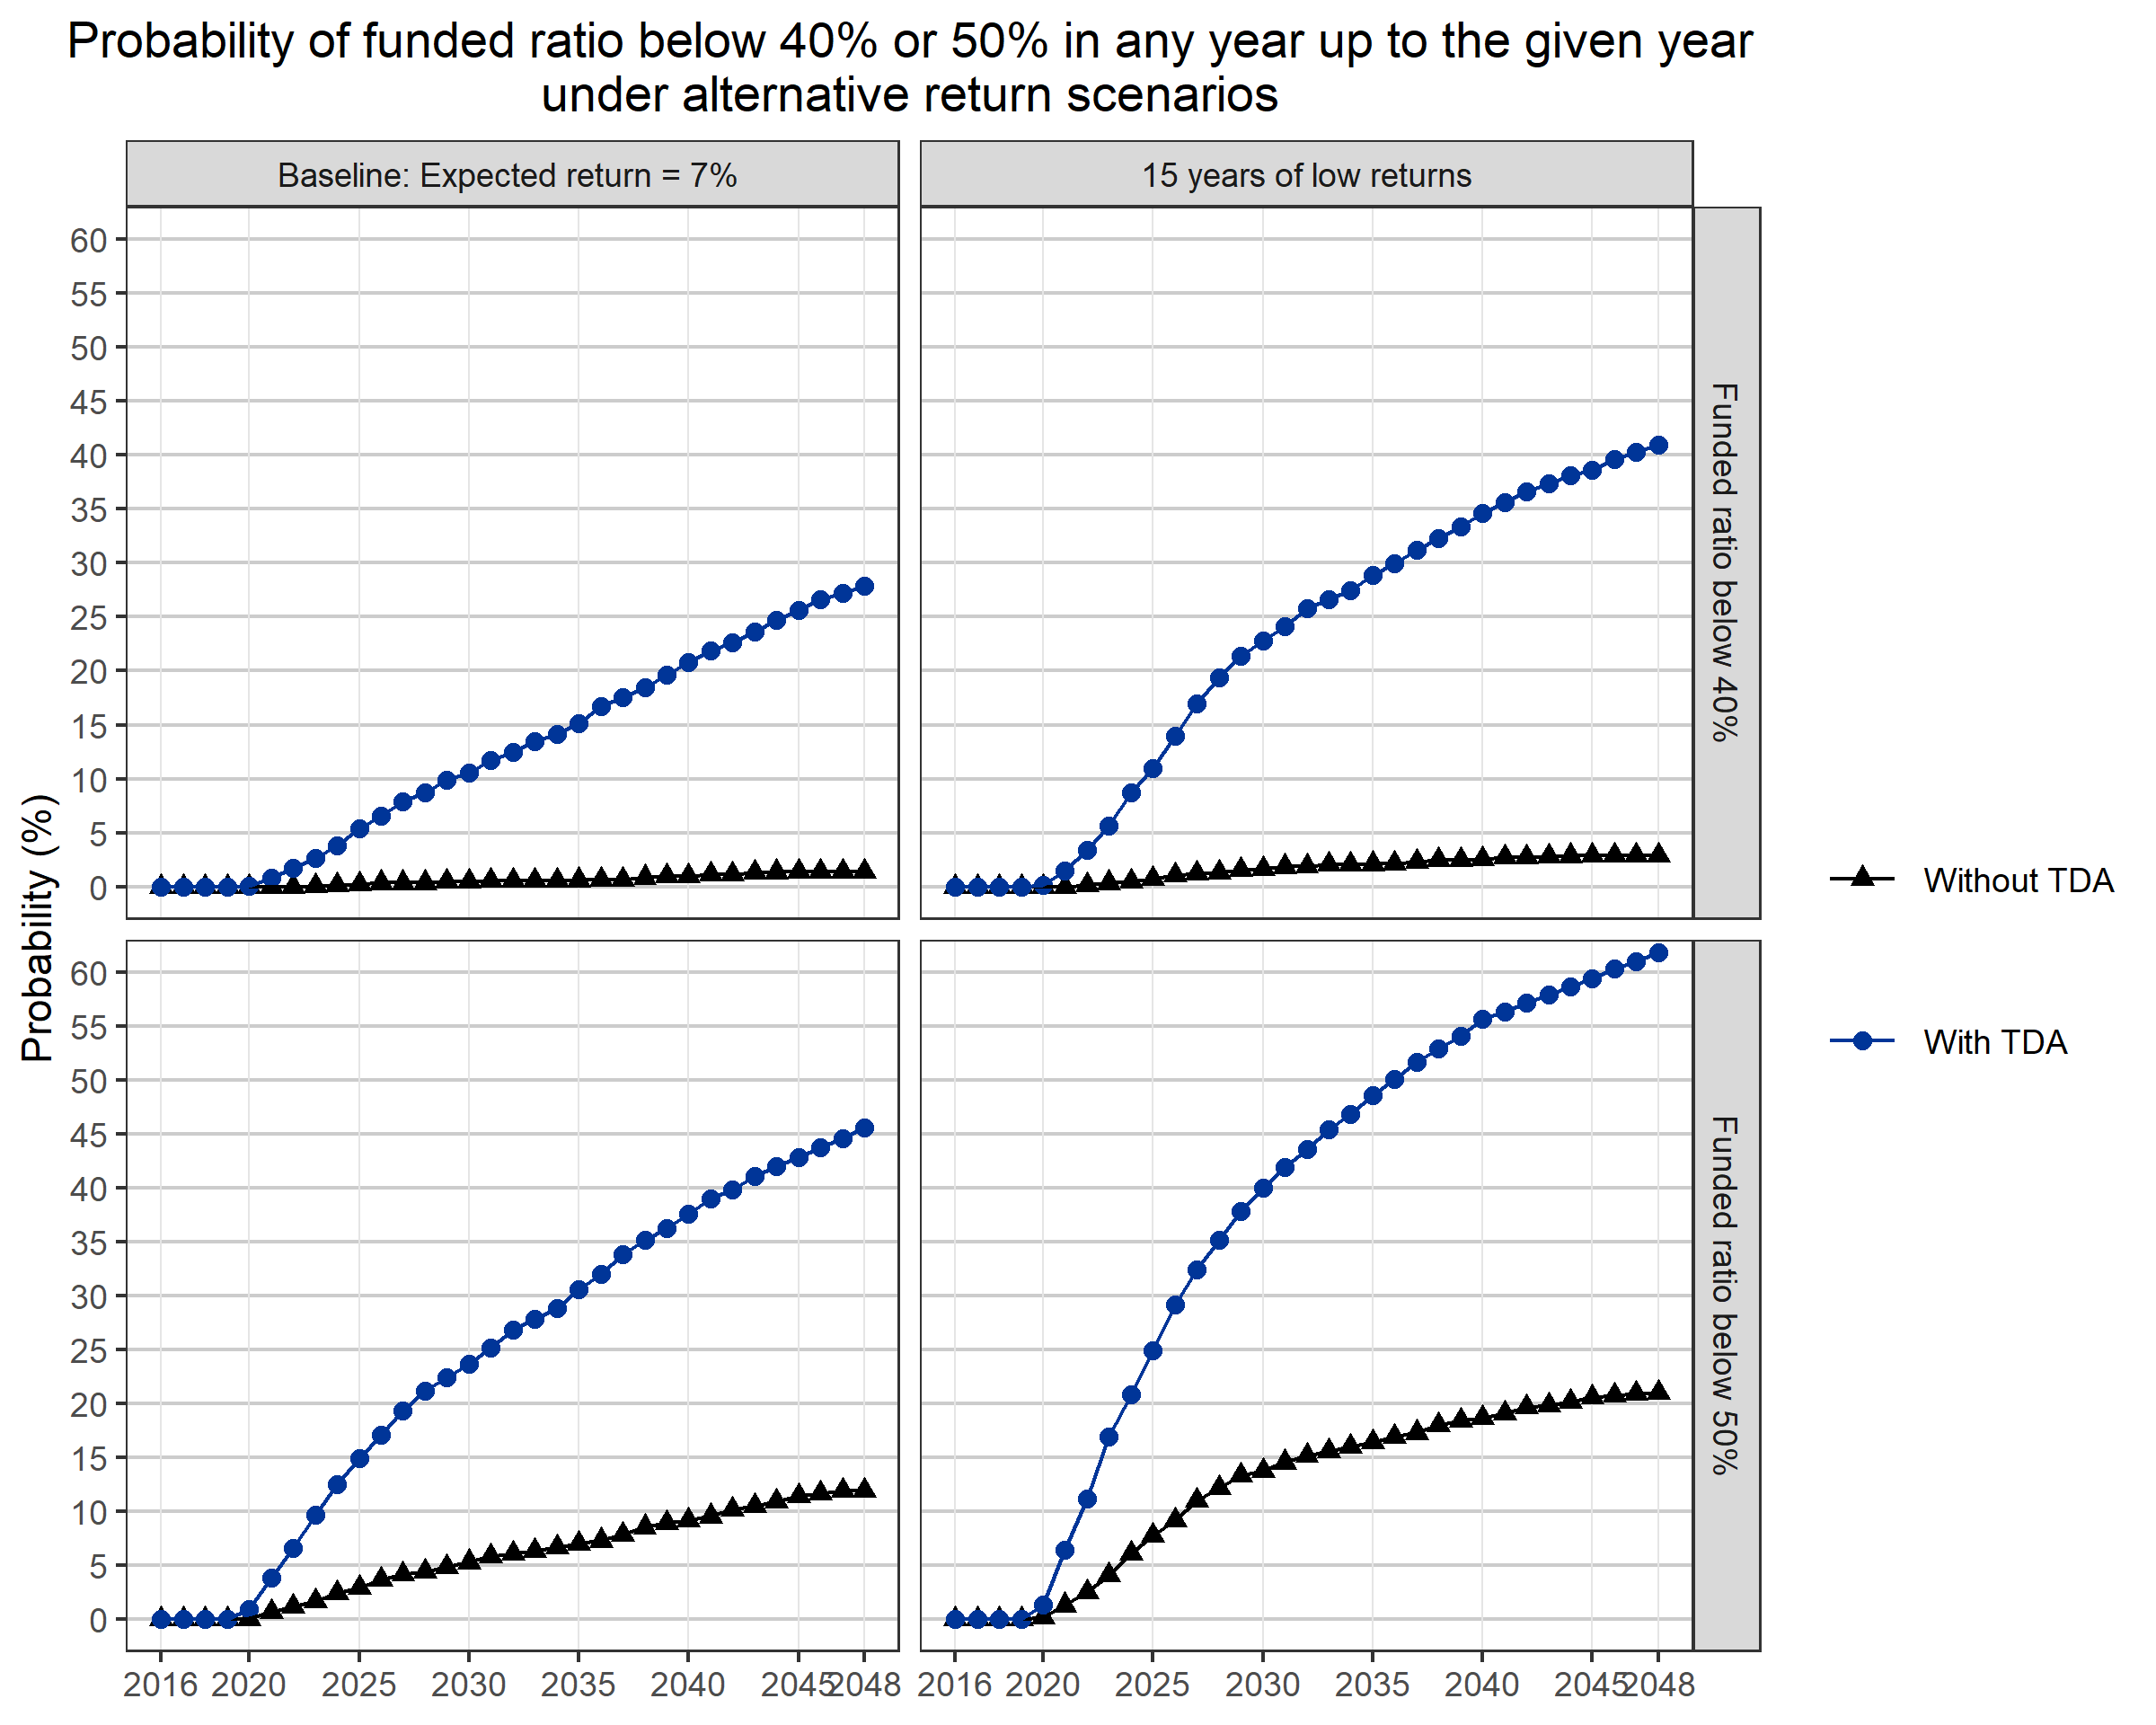 Probability of funded ratio below 40% or 50% in any year up to the given year
under alternative return scenarios
Baseline: Expected return = 7%
15 years of low returns
Probability (%)
60
55
50
45
40
35
30
25
20
15
10
5
0
Funded ratio below 40%
60
55
50
45
40
35
30
25
20
15
10
5
0
Funded ratio below 50%
2016 2020 2025 2030 2035 2040 2045 2048
2016 2020 2025 2030 2035 2040 2045 2048
Without TDA
With TDA